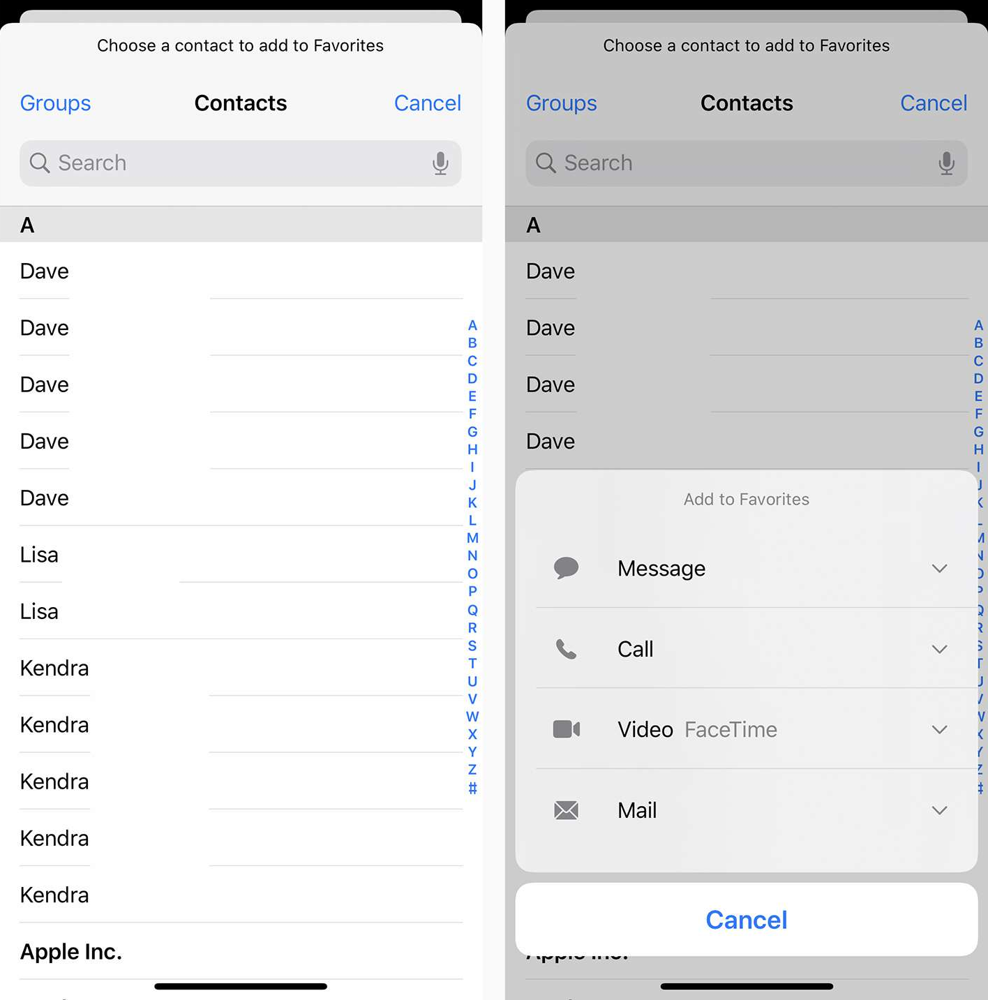 Choose a contact to add to Favorites
Groups Contacts Cancel
Search
A
Dave
Dave
Dave
Dave
Dave
Lisa
Lisa
Kendra
Kendra
Kendra
Kendra
Kendra
Apple Inc.
A
B
C
D
E
F
G
H
I
J
K
L
M
N
O
P
Q
R
S
T
U
V
W
X
Y
Z
#
Choose a contact to add to Favorites
Groups Contacts Cancel
Search
A
Dave
Dave
Dave
Dave
A
B
C
D
E
F
G
H
I
J
K
L
M
N
O
P
Q
R
S
T
U
V
W
X
Y
Z
#
Add to Favorites
Message
Call
Video FaceTime
Mail
Cancel
Apple Inc.